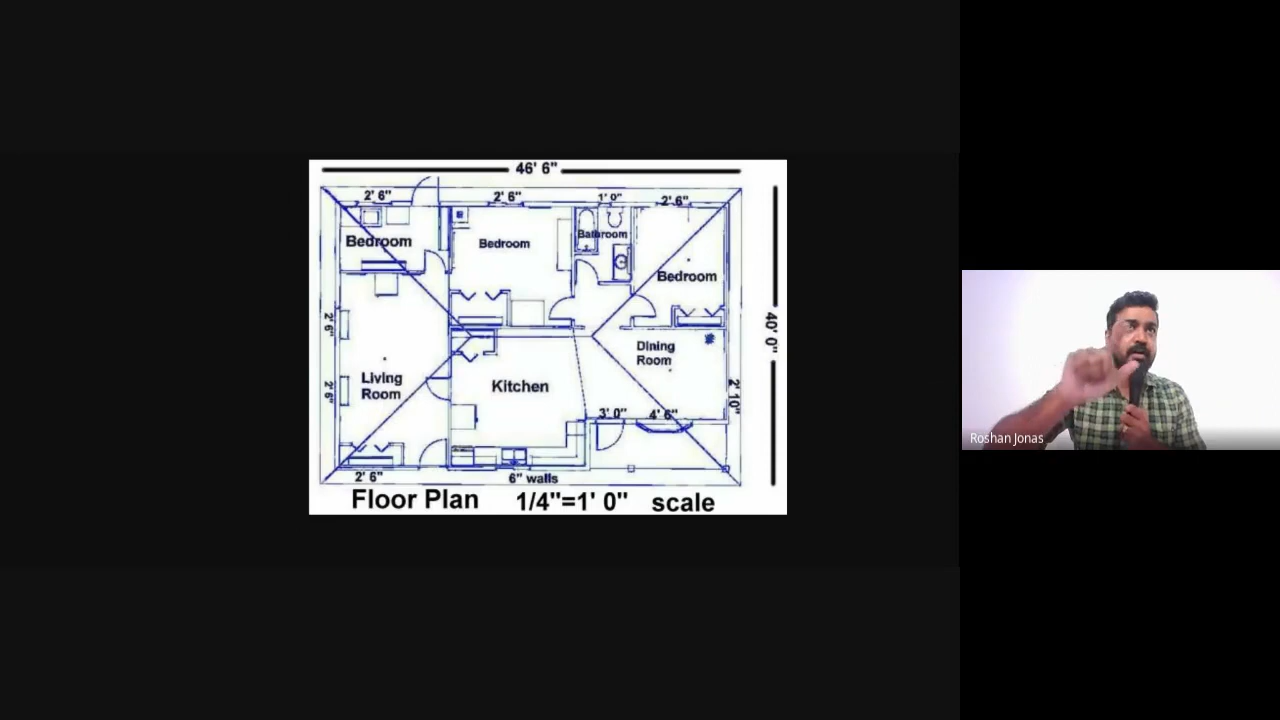 46' 6"
2' 6"
2' 6"
1' 0"
2' 6"
Bedroom
Bedroom
Bathroom
Bedroom
2' 6"
40' 0"
Dining
Room
Living
Room
Kitchen
2' 6"
2' 10"
3' 0"
4' 6"
2' 6"
6" walls
Floor Plan 1/4"=1' 0" scale
Roshan Jonas